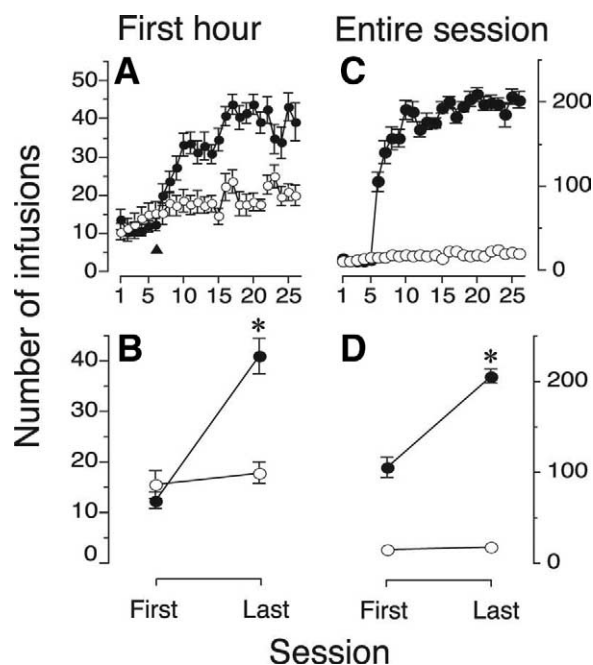 First hour
Entire session
A
C
50
40
30
20
10
0
200
100
0
1 5 10 15 20 25
1 5 10 15 20 25
Number of infusions
B
*
D
*
40
30
20
10
0
200
100
0
First Last
First Last
Session